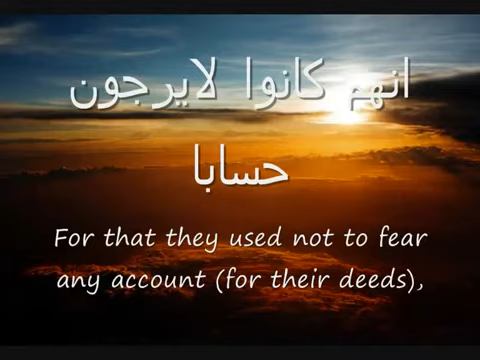 انهم كانوا لايرجون
حسابا
For that they used not to fear
any account (for their deeds),